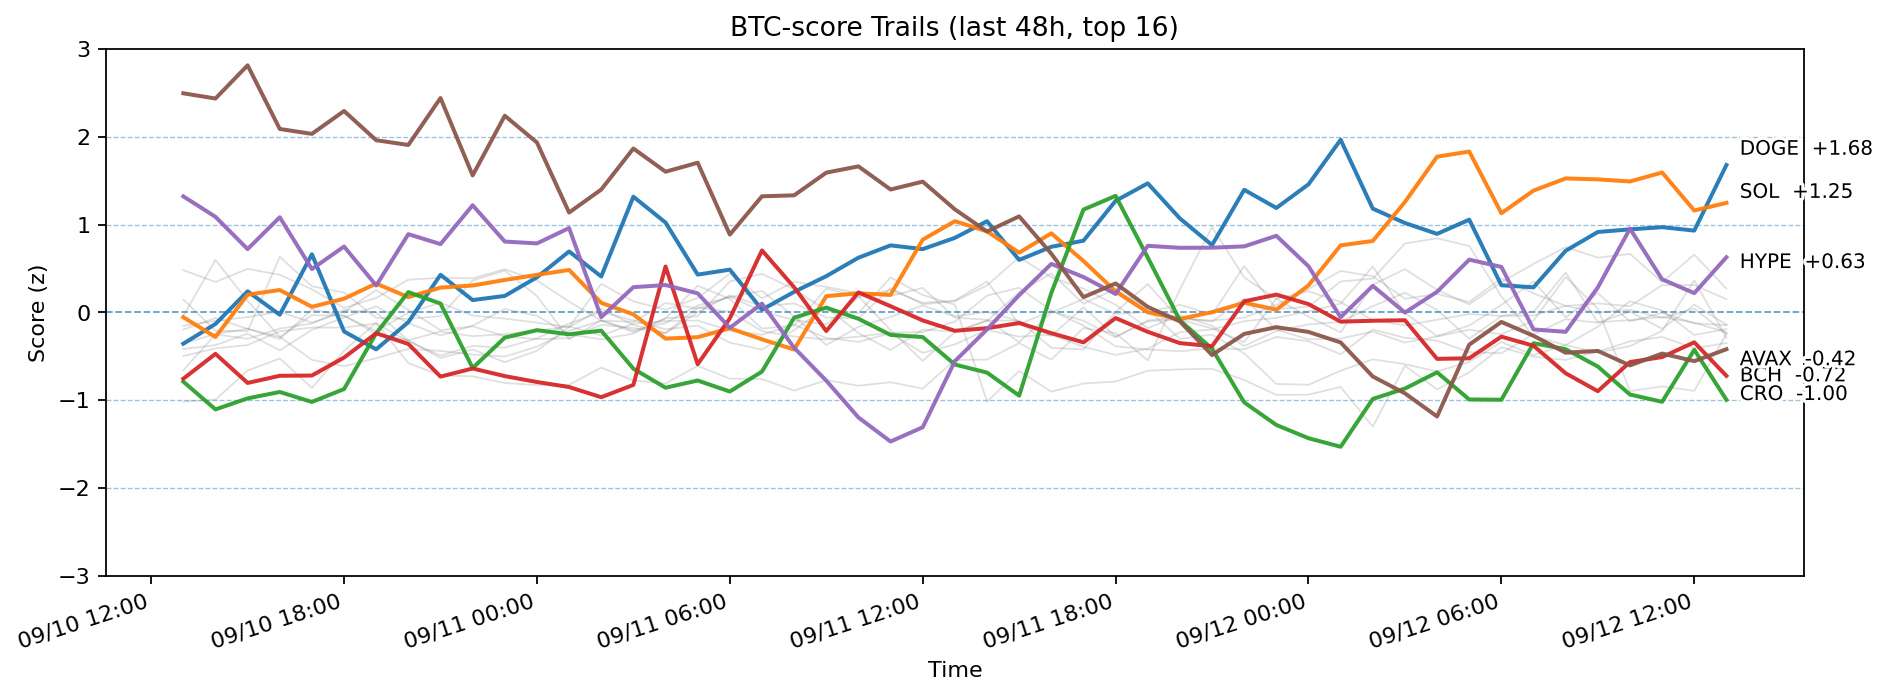 BTC-score Trails (last 48h, top 16)
3
2
1
0
−1
−2
−3
Score (z)
DOGE +1.68
SOL +1.25
HYPE +0.63
AVAX -0.42
BCH -0.72
CRO -1.00
09/10 12:00
09/10 18:00
09/11 00:00
09/11 06:00
09/11 12:00
09/11 18:00
09/12 00:00
09/12 06:00
09/12 12:00
Time